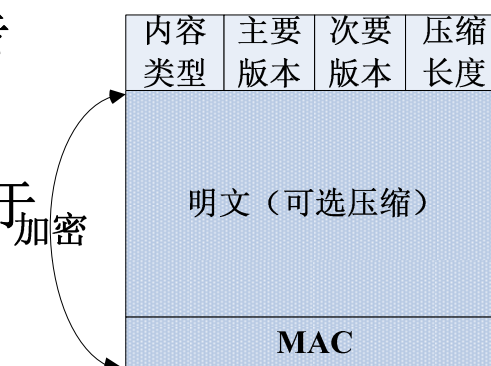 内容 主要 次要 压缩
类型 版本 版本 长度
明文（可选压缩）
于
加密
MAC